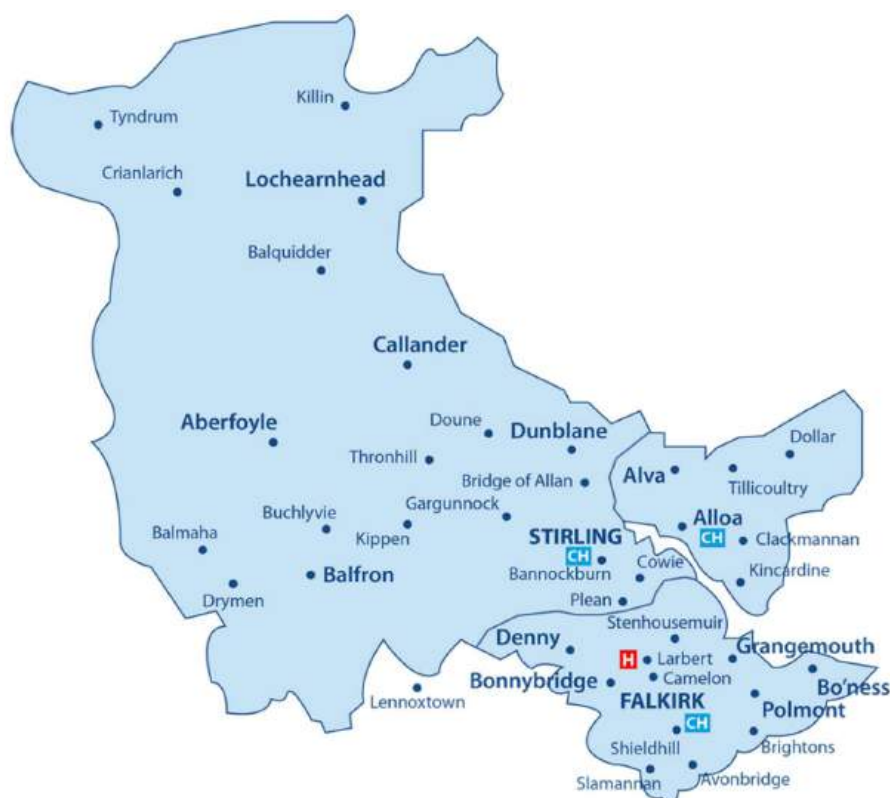 Killin
Tyndrum
Crianlarich
Lochearnhead
Balquidder
Callander
Aberfoyle
Doune
Dunblane
Dollar
Thronhill
Alva
Bridge of Allan
Tillicoultry
Gargunnock
Buchlyvie
Alloa
Balmaha
Kippen
STIRLING
CH
Clackmannan
CH
Cowie
Balfron
Bannockburn
Kincardine
Drymen
Plean
Stenhousemuir
Denny
Grangemouth
H
Larbert
Camelon
Bonnybridge
Bo'ness
Lennoxtown
FALKIRK
Polmont
CH
Shieldhill
Brightons
Slamannan
Avonbridge